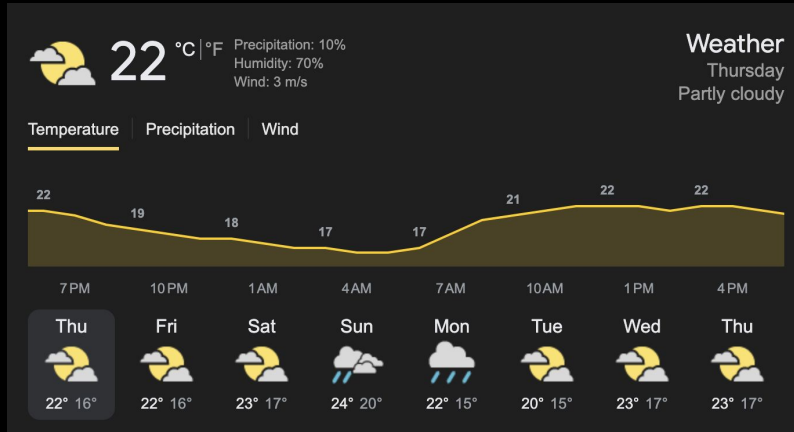 22 °C|°F
Precipitation: 10%
Humidity: 70%
Wind: 3 m/s
Weather
Thursday
Partly cloudy
Temperature Precipitation Wind
22 19 18 17 17 21 22 22
7 PM 10 PM 1 AM 4 AM 7 AM 10 AM 1 PM 4 PM
Thu Fri Sat Sun Mon Tue Wed Thu
22° 16° 22° 16° 23° 17° 24° 20° 22° 15° 20° 15° 23° 17° 23° 17°